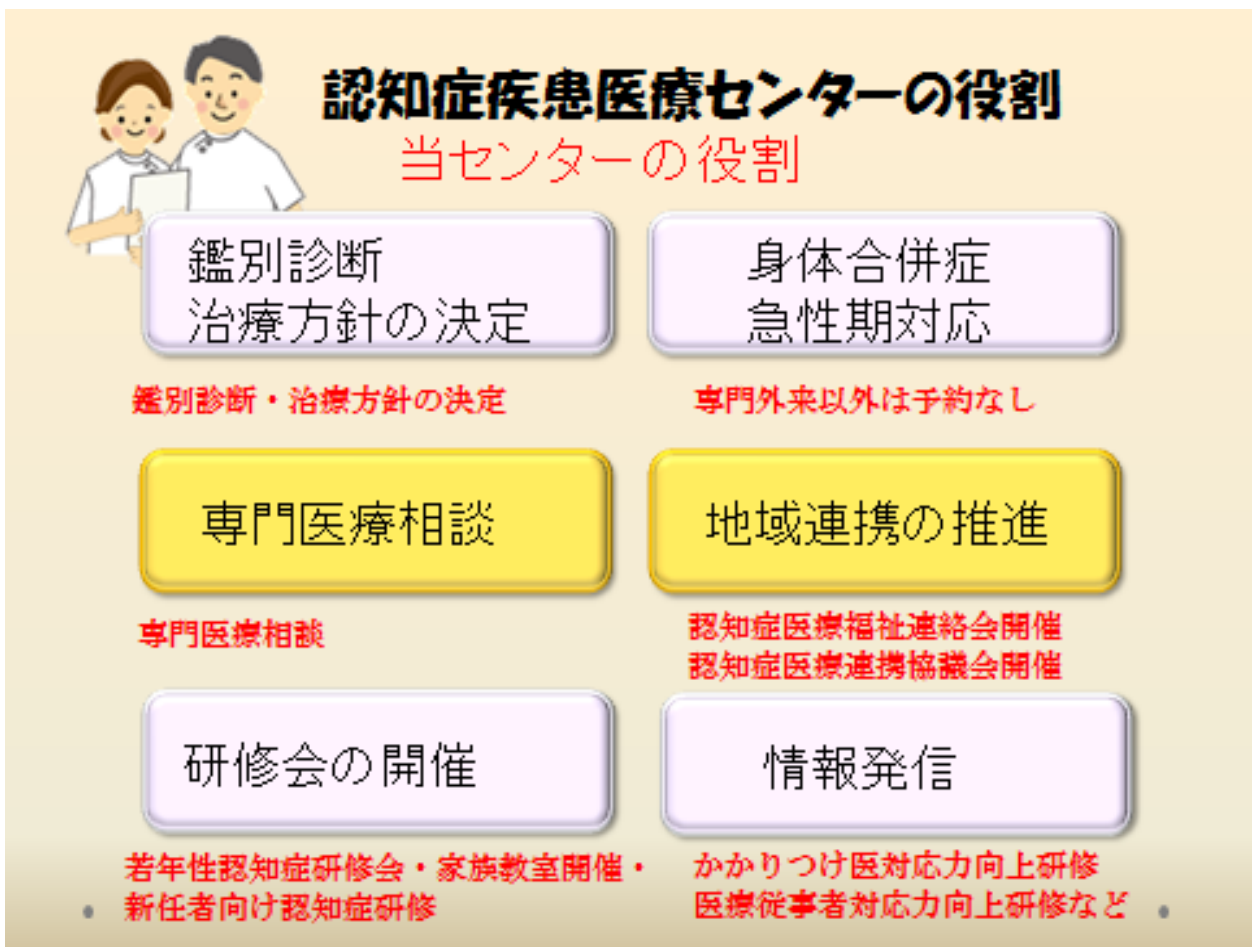 認知症疾患医療センターの役割
当センターの役割
鑑別診断
治療方針の決定
身体合併症
急性期対応
鑑別診断・治療方針の決定
専門外来以外は予約なし
専門医療相談
地域連携の推進
専門医療相談
認知症医療福祉連絡会開催
認知症医療連携協議会開催
研修会の開催
情報発信
若年性認知症研修会・家族教室開催・
新任者向け認知症研修
かかりつけ医対応力向上研修
医療従事者対応力向上研修など